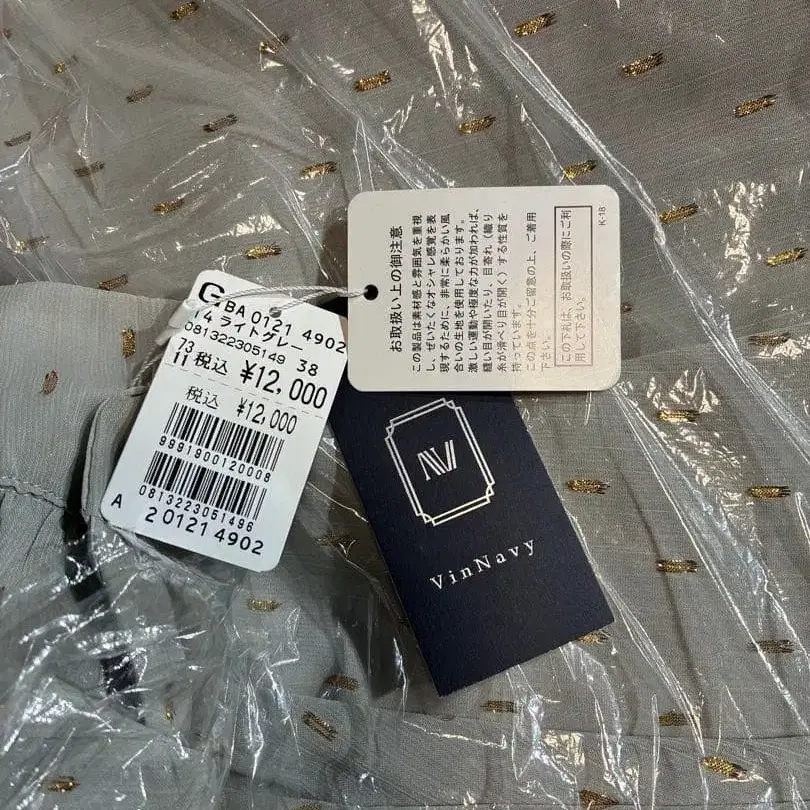 G BA 0121 4902
14 ライトグレー
081322305149 38
73
11 税込 ¥12,000
税込 ¥12,000
9991900120008
0813223051496
A 2 0121 4902
お取扱い上の御注意
この製品は素材感と雰囲気を重視
し、ぜいたくなオシャレ感覚を表
現するために、非常に柔らかい風
合いの生地を使用しております。
激しい運動や極度な力が加われば、
縫い目が開いたり、目寄れ（織り
糸が滑べり目が開く）する性質を
持っています。
この点を十分ご留意の上、ご着用
下さい。
この下札は、お取扱いの際にご利
用して下さい。
K-18
NV
VinNavy